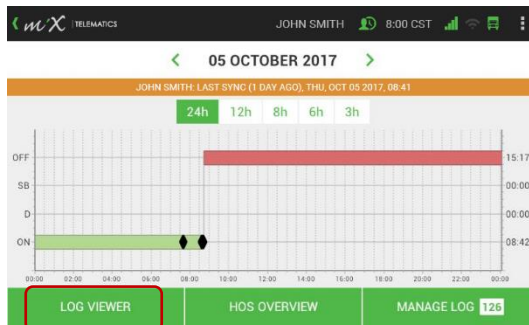 MiX TELEMATICS JOHN SMITH 8:00 CST
05 OCTOBER 2017
JOHN SMITH: LAST SYNC (1 DAY AGO), THU, OCT 05 2017, 08:41
24h 12h 8h 6h 3h
OFF 15:17
SB 00:00
D 00:00
ON 08:42
00:00 02:00 04:00 06:00 08:00 10:00 12:00 14:00 16:00 18:00 20:00 22:00 00:00
LOG VIEWER HOS OVERVIEW MANAGE LOG 126